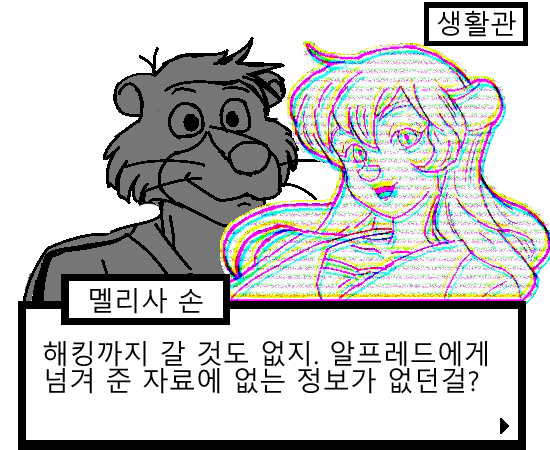 생활관
멜리사 손
해킹까지 갈 것도 없지. 알프레드에게
넘겨 준 자료에 없는 정보가 없던걸?